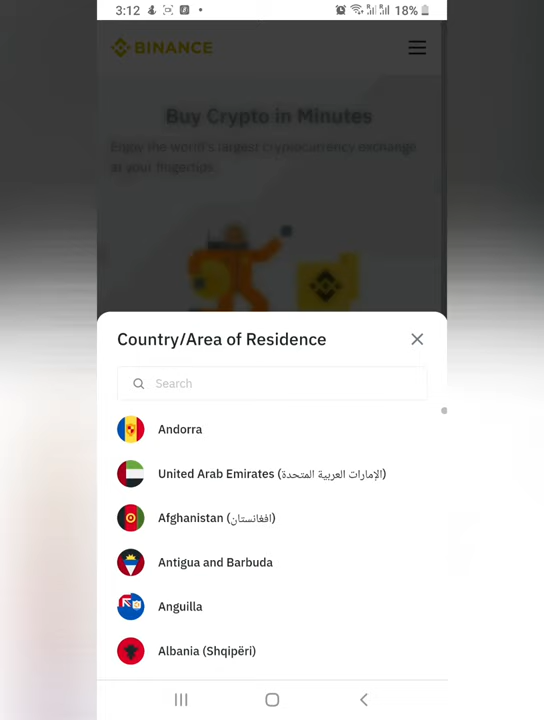 3:12
18%
BINANCE
Buy Crypto in Minutes
Enjoy the world's largest cryptocurrency exchange
at your fingertips.
Country/Area of Residence
Search
Andorra
United Arab Emirates (الإمارات العربية المتحدة)
Afghanistan (افغانستان)
Antigua and Barbuda
Anguilla
Albania (Shqipëri)